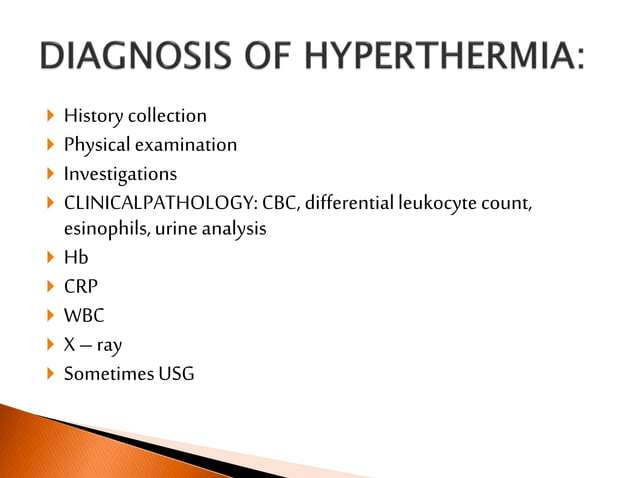 DIAGNOSIS OF HYPERTHERMIA:
History collection
Physical examination
Investigations
CLINICALPATHOLOGY: CBC, differential leukocyte count,
esinophils, urine analysis
Hb
CRP
WBC
X – ray
Sometimes USG